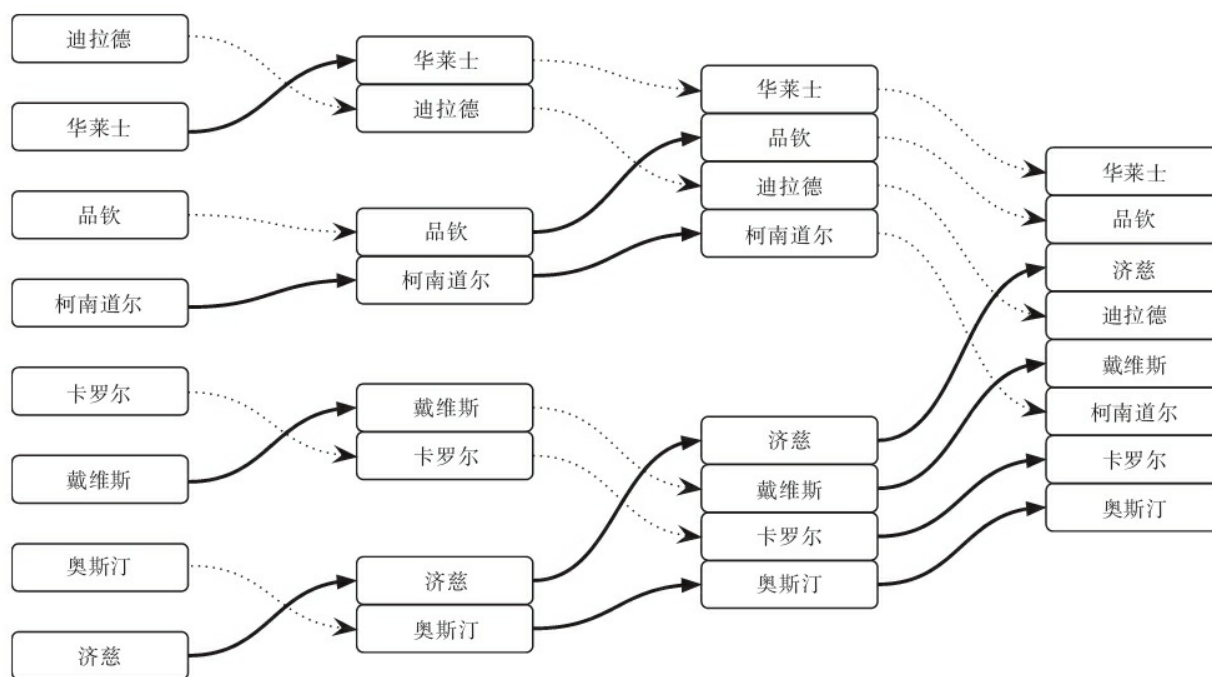 迪拉德
华莱士
品钦
柯南道尔
卡罗尔
戴维斯
奥斯汀
济慈
华莱士
迪拉德
品钦
柯南道尔
戴维斯
卡罗尔
济慈
奥斯汀
华莱士
品钦
迪拉德
柯南道尔
济慈
戴维斯
卡罗尔
奥斯汀
华莱士
品钦
济慈
迪拉德
戴维斯
柯南道尔
卡罗尔
奥斯汀